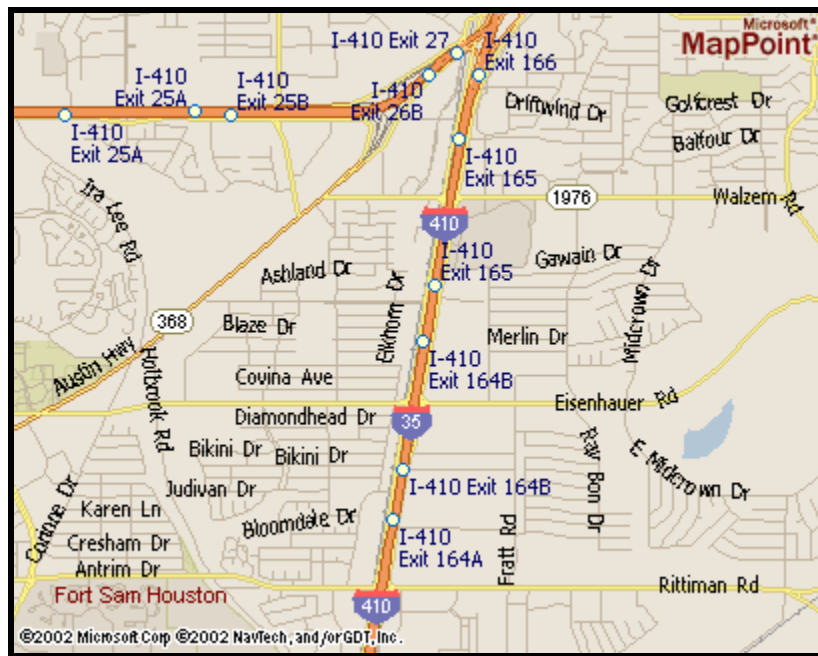 Microsoft
MapPoint
I-410 Exit 27
I-410
Exit 166
I-410
Exit 25A
I-410
Exit 25B
I-410
Exit 26B
I-410
Exit 25A
Driftwind Dr
Golfcrest Dr
Balfour Dr
I-410
Exit 165
Ira Lee Rd
1976
Walzem Rd
410
Gawain Dr
Ashland Dr
Elkhorn Dr
I-410
Exit 165
Midcrown Dr
368
Blaze Dr
Merlin Dr
Austin Hwy
Holbrook Rd
I-410
Exit 164B
Covina Ave
Eisenhauer Rd
Diamondhead Dr
35
Bikini Dr
Bikini Dr
Ray Bon Dr
E Midcrown Dr
I-410 Exit 164B
Judivan Dr
Corinne Dr
Karen Ln
Bloomdale Dr
I-410
Exit 164A
Fratt Rd
Cresham Dr
Antrim Dr
Rittiman Rd
Fort Sam Houston
410
©2002 Microsoft Corp ©2002 NavTech, and/or GDT, Inc.